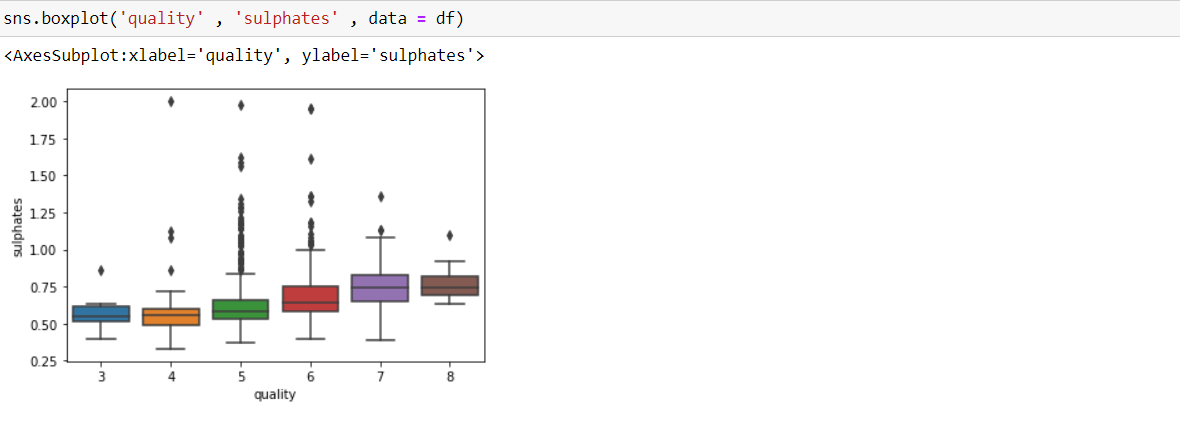 sns.boxplot('quality' , 'sulphates' , data = df)
<AxesSubplot:xlabel='quality', ylabel='sulphates'>
2.00
1.75
1.50
1.25
1.00
0.75
0.50
0.25
sulphates
3 4 5 6 7 8
quality